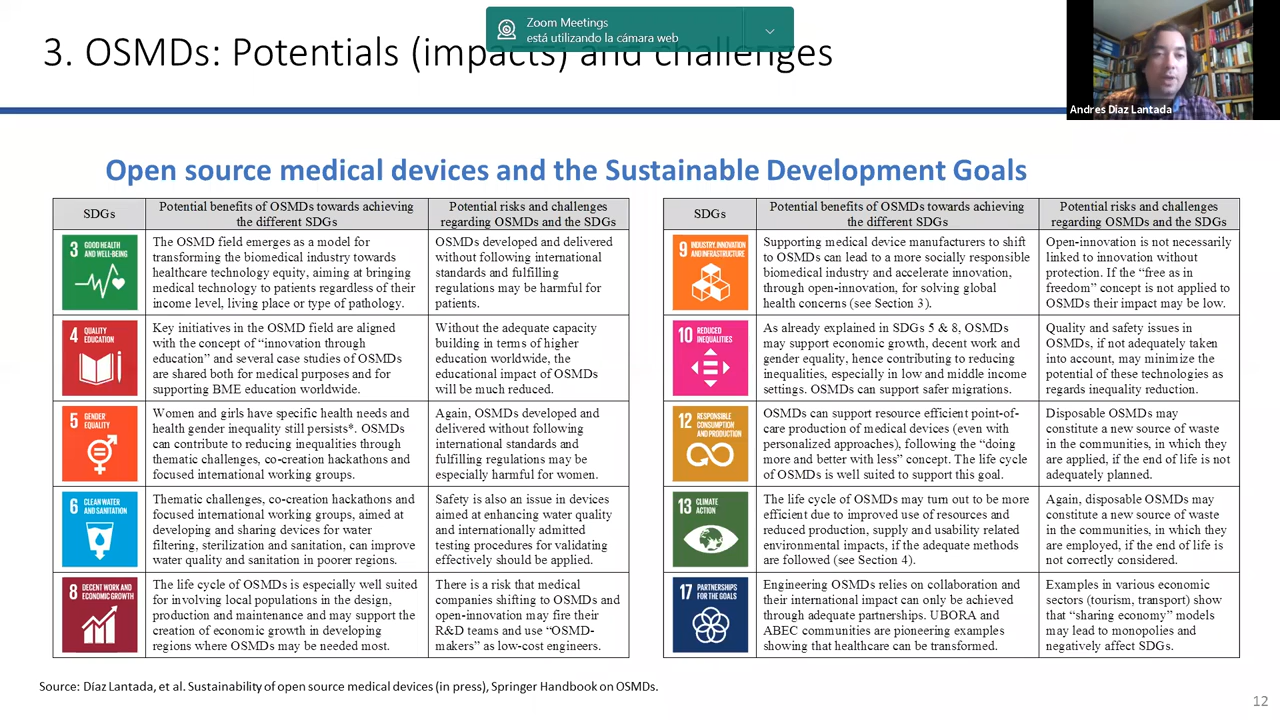 Zoom Meetings
está utilizando la cámara web
3. OSMDs: Potentials (impacts) and challenges
Andres Díaz Lantada
Open source medical devices and the Sustainable Development Goals
SDGs
Potential benefits of OSMDs towards achieving
the different SDGs
Potential risks and challenges
regarding OSMDs and the SDGs
3 GOOD HEALTH
AND WELL-BEING
The OSMD field emerges as a model for
transforming the biomedical industry towards
healthcare technology equity, aiming at bringing
medical technology to patients regardless of their
income level, living place or type of pathology.
OSMDs developed and delivered
without following international
standards and fulfilling
regulations may be harmful for
patients.
4 QUALITY
EDUCATION
Key initiatives in the OSMD field are aligned
with the concept of “innovation through
education” and several case studies of OSMDs
are shared both for medical purposes and for
supporting BME education worldwide.
Without the adequate capacity
building in terms of higher
education worldwide, the
educational impact of OSMDs
will be much reduced.
5 GENDER
EQUALITY
Women and girls have specific health needs and
health gender inequality still persists*. OSMDs
can contribute to reducing inequalities through
thematic challenges, co-creation hackathons and
focused international working groups.
Again, OSMDs developed and
delivered without following
international standards and
fulfilling regulations may be
especially harmful for women.
6 CLEAN WATER
AND SANITATION
Thematic challenges, co-creation hackathons and
focused international working groups, aimed at
developing and sharing devices for water
filtering, sterilization and sanitation, can improve
water quality and sanitation in poorer regions.
Safety is also an issue in devices
aimed at enhancing water quality
and internationally admitted
testing procedures for validating
effectively should be applied.
8 DECENT WORK AND
ECONOMIC GROWTH
The life cycle of OSMDs is especially well suited
for involving local populations in the design,
production and maintenance and may support the
creation of economic growth in developing
regions where OSMDs may be needed most.
There is a risk that medical
companies shifting to OSMDs and
open-innovation may fire their
R&D teams and use “OSMD-
makers” as low-cost engineers.
SDGs
Potential benefits of OSMDs towards achieving
the different SDGs
Potential risks and challenges
regarding OSMDs and the SDGs
9 INDUSTRY, INNOVATION
AND INFRASTRUCTURE
Supporting medical device manufacturers to shift
to OSMDs can lead to a more socially responsible
biomedical industry and accelerate innovation,
through open-innovation, for solving global
health concerns (see Section 3).
Open-innovation is not necessarily
linked to innovation without
protection. If the “free as in
freedom” concept is not applied to
OSMDs their impact may be low.
10 REDUCED
INEQUALITIES
As already explained in SDGs 5 & 8, OSMDs
may support economic growth, decent work and
gender equality, hence contributing to reducing
inequalities, especially in low and middle income
settings. OSMDs can support safer migrations.
Quality and safety issues in
OSMDs, if not adequately taken
into account, may minimize the
potential of these technologies as
regards inequality reduction.
12 RESPONSIBLE
CONSUMPTION
AND PRODUCTION
OSMDs can support resource efficient point-of-
care production of medical devices (even with
personalized approaches), following the “doing
more and better with less” concept. The life cycle
of OSMDs is well suited to support this goal.
Disposable OSMDs may
constitute a new source of waste
in the communities, in which they
are applied, if the end of life is not
adequately planned.
13 CLIMATE
ACTION
The life cycle of OSMDs may turn out to be more
efficient due to improved use of resources and
reduced production, supply and usability related
environmental impacts, if the adequate methods
are followed (see Section 4).
Again, disposable OSMDs may
constitute a new source of waste
in the communities, in which they
are employed, if the end of life is
not correctly considered.
17 PARTNERSHIPS
FOR THE GOALS
Engineering OSMDs relies on collaboration and
their international impact can only be achieved
through adequate partnerships. UBORA and
ABEC communities are pioneering examples
showing that healthcare can be transformed.
Examples in various economic
sectors (tourism, transport) show
that “sharing economy” models
may lead to monopolies and
negatively affect SDGs.
Source: Díaz Lantada, et al. Sustainability of open source medical devices (in press), Springer Handbook on OSMDs.
12